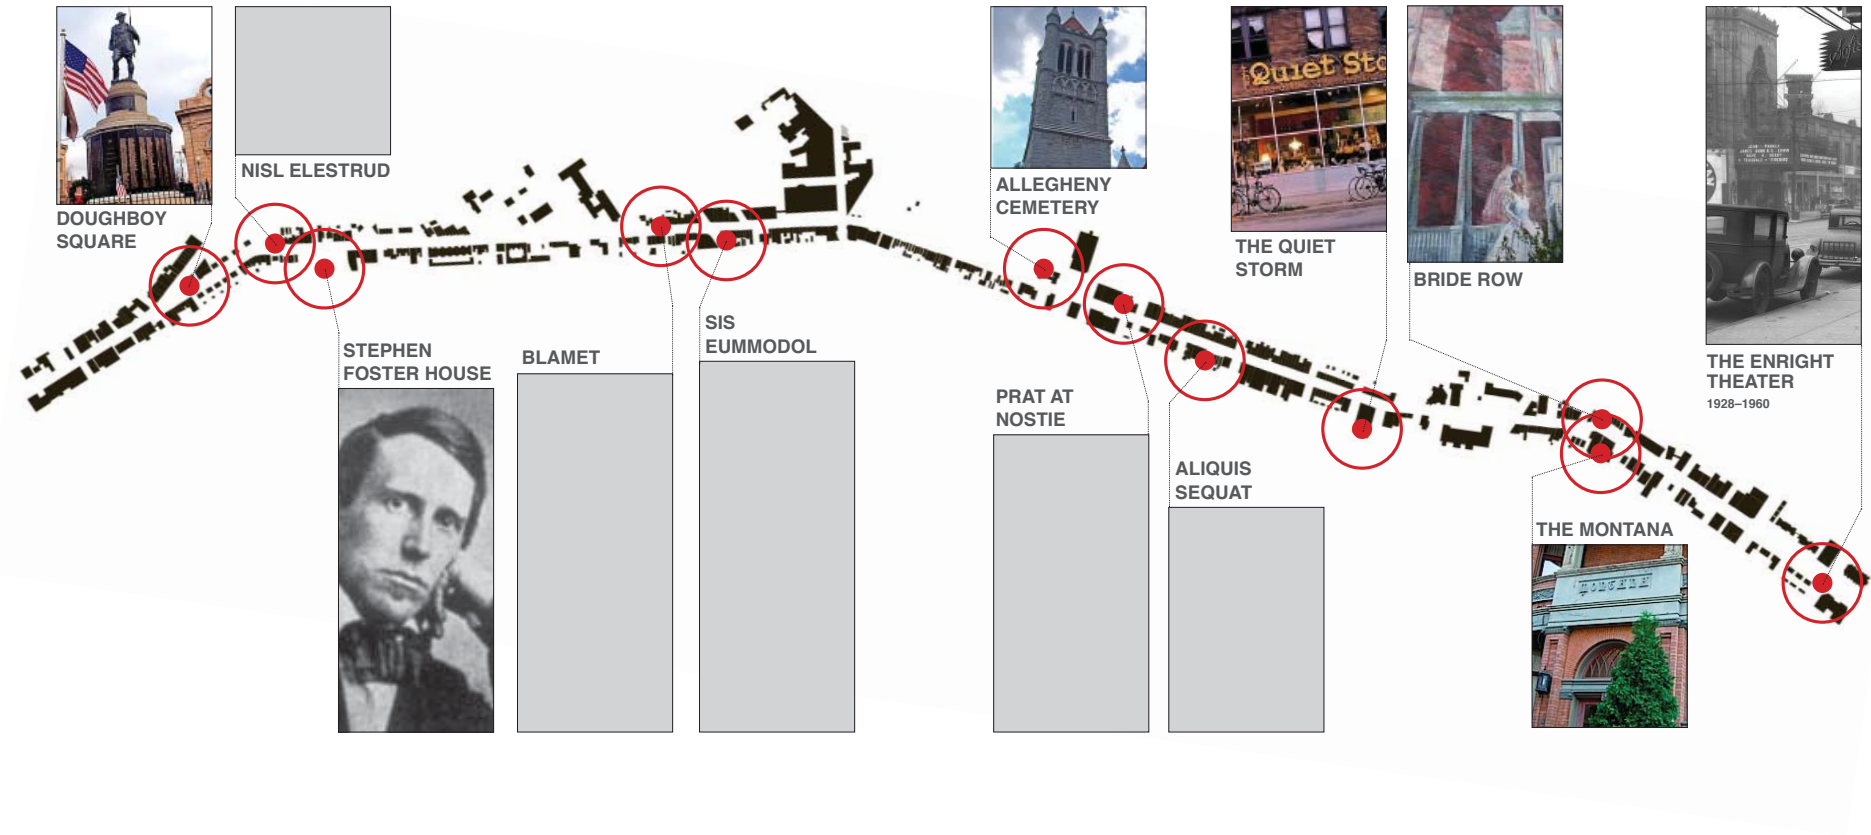 DOUGHBOY
SQUARE
NISL ELESTRUD
STEPHEN
FOSTER HOUSE
BLAMET
SIS
EUMMODOL
ALLEGHENY
CEMETERY
PRAT AT
NOSTIE
ALIQUIS
SEQUAT
Quiet Sto
THE QUIET
STORM
BRIDE ROW
THE MONTANA
THE ENRIGHT
THEATER
1928–1960